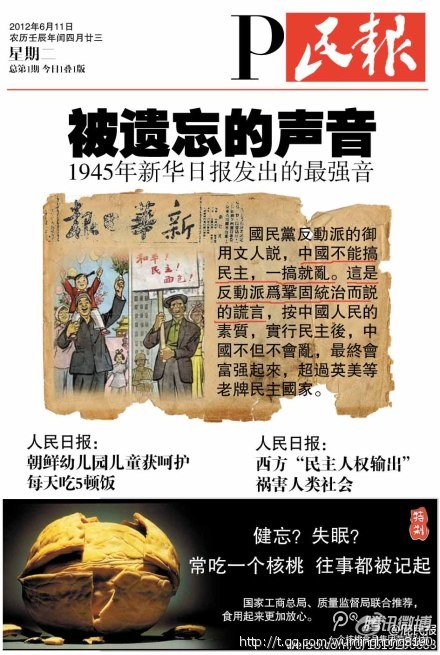 2012年6月11日
农历壬辰年闰四月廿三
星期二
总第1期 今日1叠1版
P 民報
被遗忘的声音
1945年新华日报发出的最强音
報 日 華 新
和平!
民主!
國民黨反動派的御
用文人説，中國不能搞
民主，一搞就亂。這是
反動派爲鞏固統治而説
的謊言，按中國人民的
素質，實行民主後，中
國不但不會亂，最終會
富强起來，超過英美等
老牌民主國家。
人民日报：
朝鲜幼儿园儿童获呵护
每天吃5顿饭
人民日报：
西方“民主人权输出”
祸害人类社会
特制
健忘？失眠？
常吃一个核桃 往事都被记起
国家工商总局、质量监督局联合推荐，
食用起来更加放心。
腾讯微博